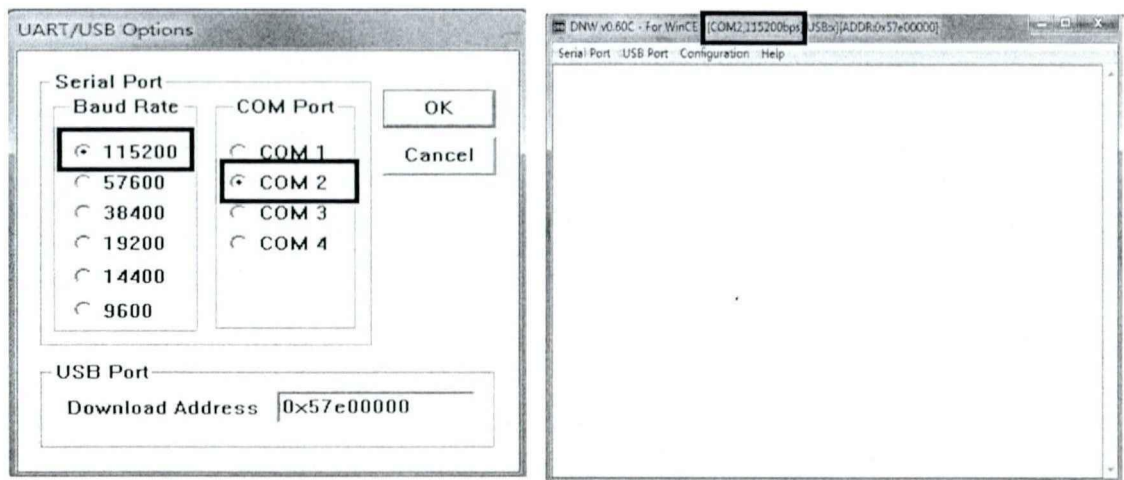 UART/USB Options
Serial Port
Baud Rate
COM Port
115200
57600
38400
19200
14400
9600
COM 1
COM 2
COM 3
COM 4
OK
Cancel
USB Port
Download Address 0x57e00000
DNW v0.60C - For WinCE [COM2,115200bps][USB:x][ADDR:0x57e00000]
Serial Port USB Port Configuration Help